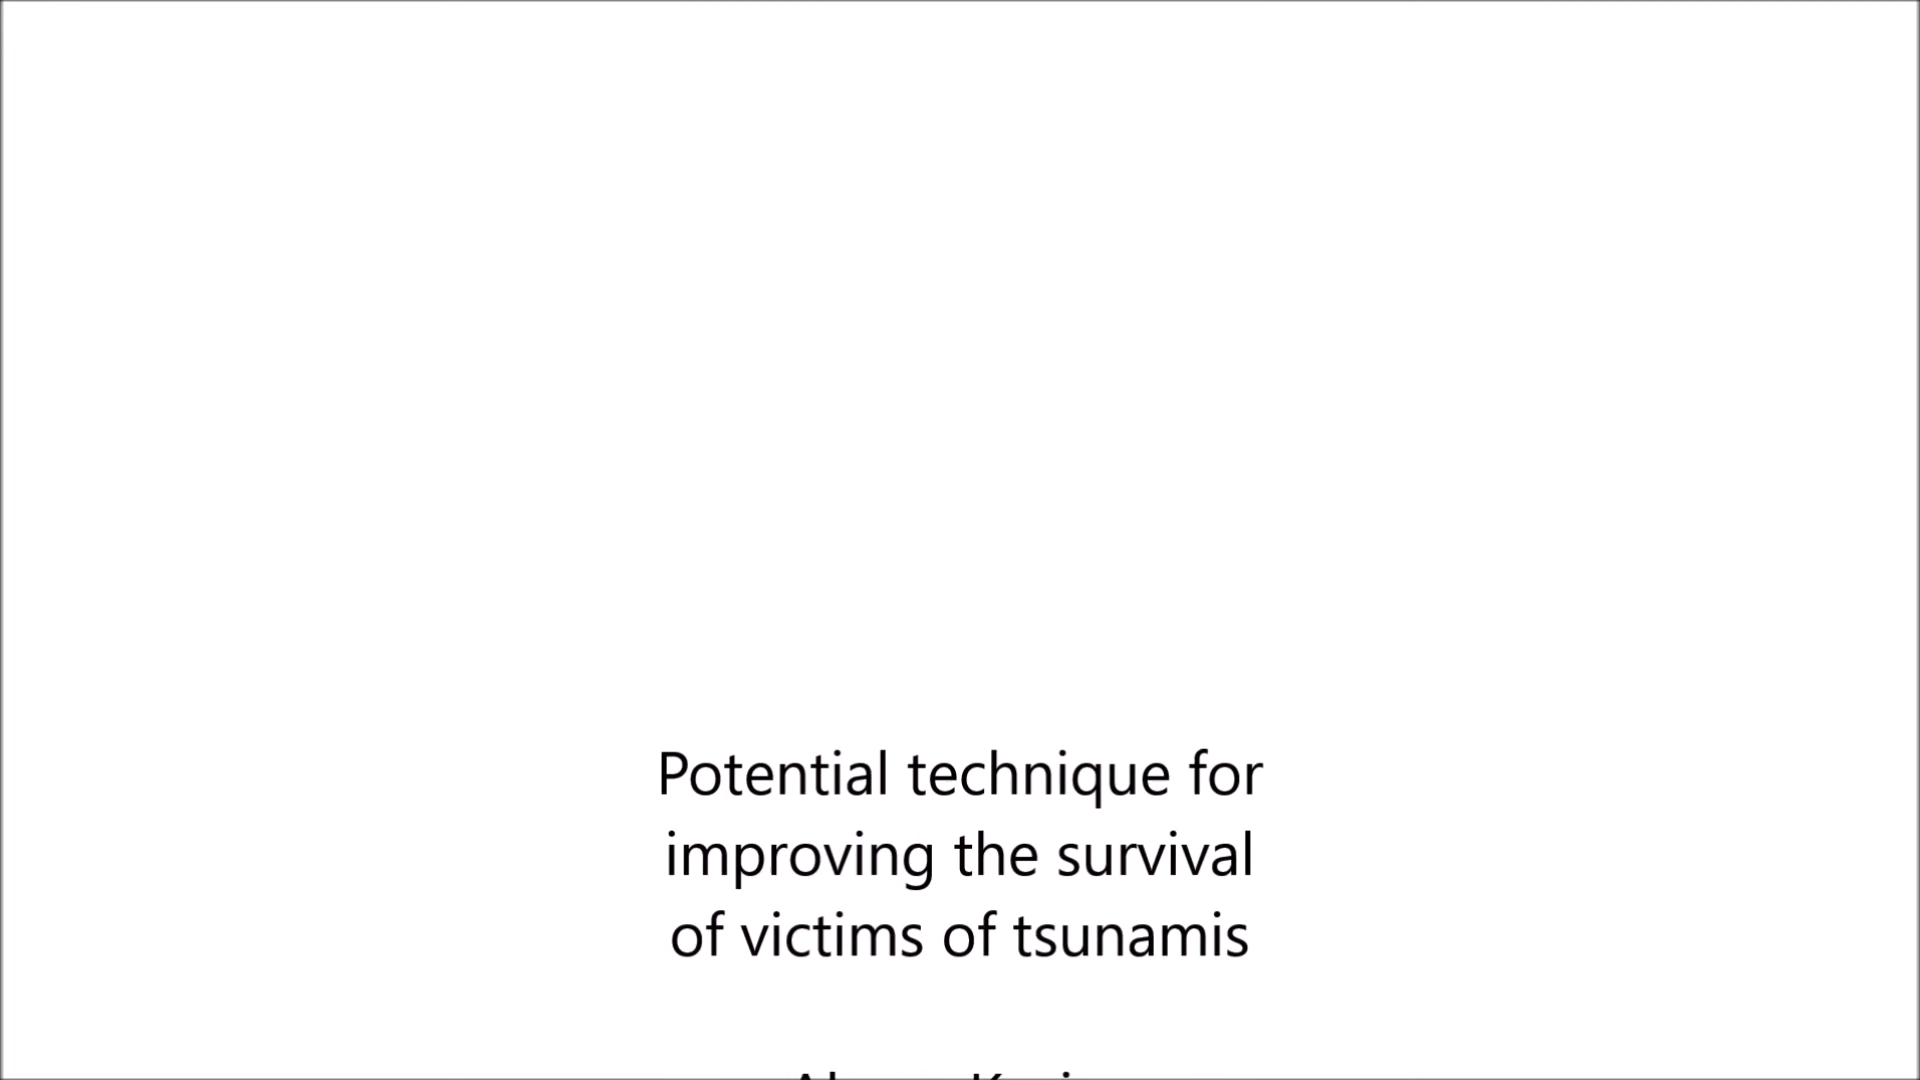 Potential technique for
improving the survival
of victims of tsunamis